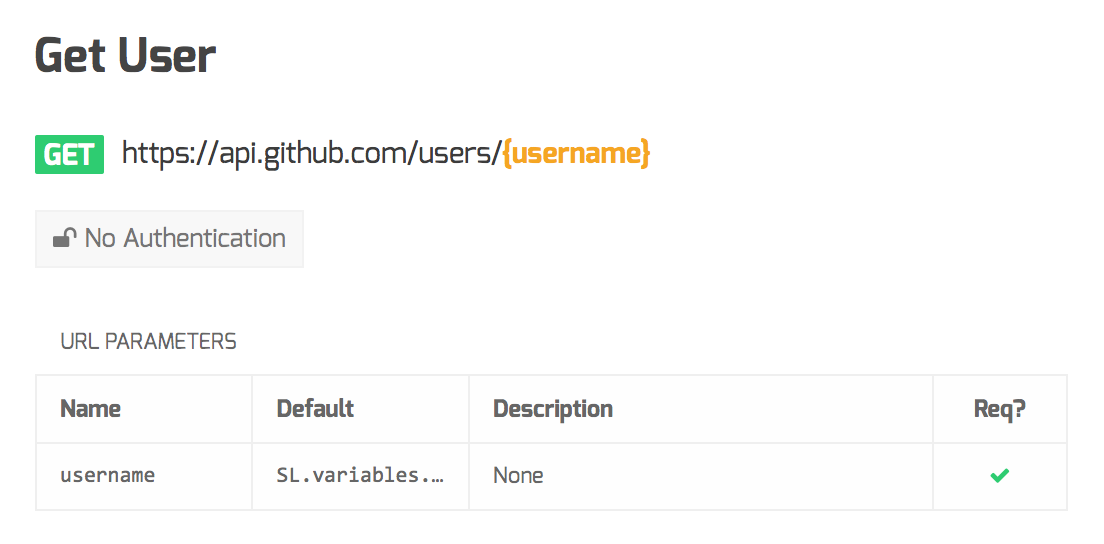 Get User
GET https://api.github.com/users/{username}
No Authentication
URL PARAMETERS
Name Default Description Req?
username SL.variables.… None